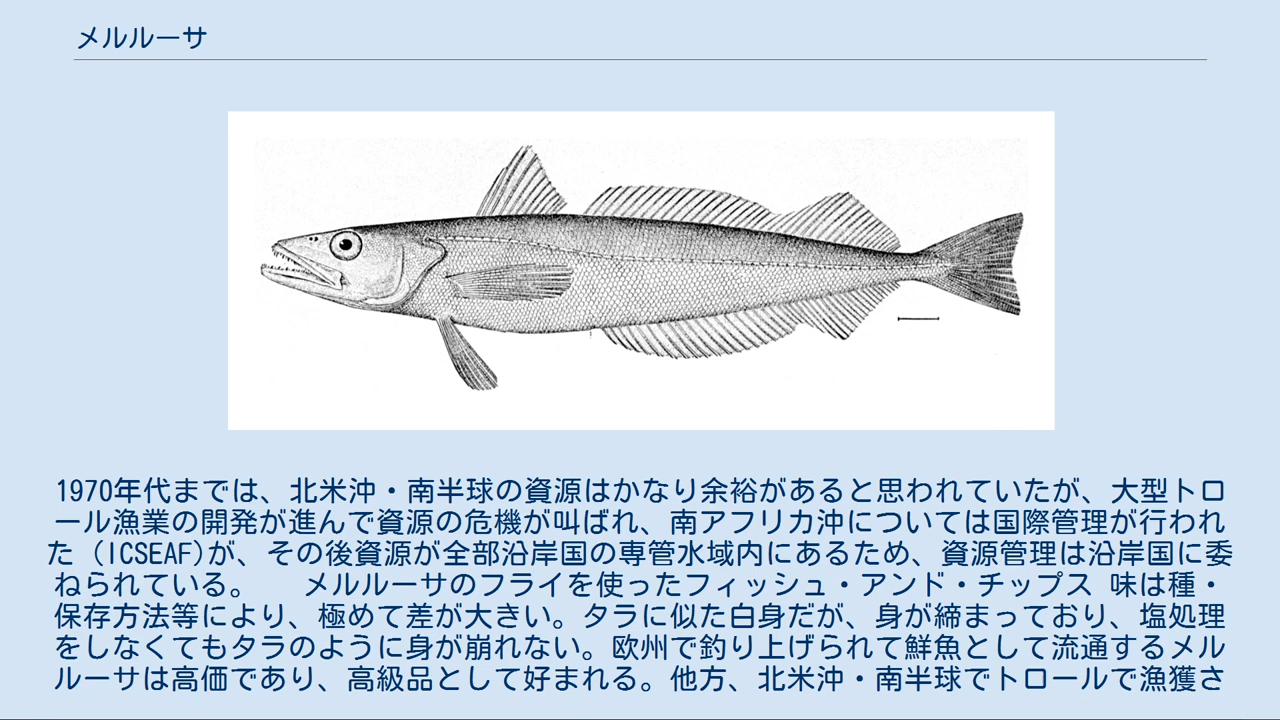 メルルーサ
1970年代までは、北米沖・南半球の資源はかなり余裕があると思われていたが、大型トロ
ール漁業の開発が進んで資源の危機が叫ばれ、南アフリカ沖については国際管理が行われ
た (ICSEAF)が、その後資源が全部沿岸国の専管水域内にあるため、資源管理は沿岸国に委
ねられている。　　メルルーサのフライを使ったフィッシュ・アンド・チップス 味は種・
保存方法等により、極めて差が大きい。タラに似た白身だが、身が締まっており、塩処理
をしなくてもタラのように身が崩れない。欧州で釣り上げられて鮮魚として流通するメル
ルーサは高価であり、高級品として好まれる。他方、北米沖・南半球でトロールで漁獲さ